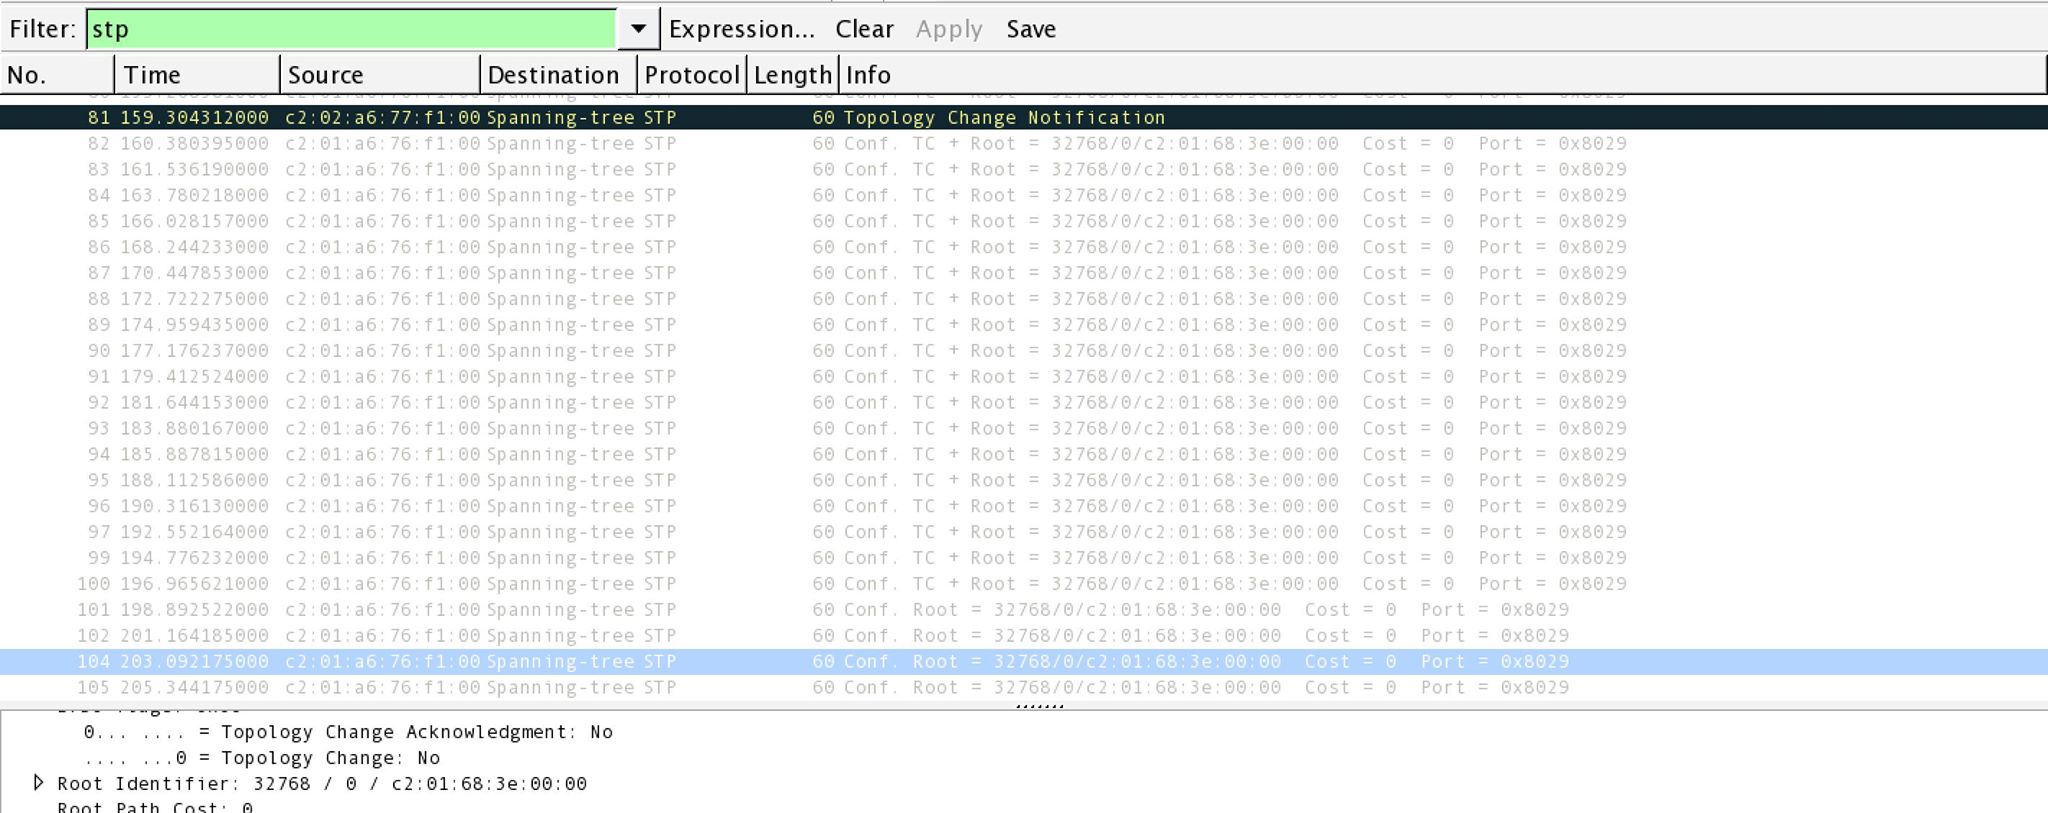 Filter: stp Expression... Clear Apply Save
No. Time Source Destination Protocol Length Info
81 159.304312000 c2:02:a6:77:f1:00 Spanning-tree STP 60 Topology Change Notification
82 160.380395000 c2:01:a6:76:f1:00 Spanning-tree STP 60 Conf. TC + Root = 32768/0/c2:01:68:3e:00:00 Cost = 0 Port = 0x8029
83 161.536190000 c2:01:a6:76:f1:00 Spanning-tree STP 60 Conf. TC + Root = 32768/0/c2:01:68:3e:00:00 Cost = 0 Port = 0x8029
84 163.780218000 c2:01:a6:76:f1:00 Spanning-tree STP 60 Conf. TC + Root = 32768/0/c2:01:68:3e:00:00 Cost = 0 Port = 0x8029
85 166.028157000 c2:01:a6:76:f1:00 Spanning-tree STP 60 Conf. TC + Root = 32768/0/c2:01:68:3e:00:00 Cost = 0 Port = 0x8029
86 168.244233000 c2:01:a6:76:f1:00 Spanning-tree STP 60 Conf. TC + Root = 32768/0/c2:01:68:3e:00:00 Cost = 0 Port = 0x8029
87 170.447853000 c2:01:a6:76:f1:00 Spanning-tree STP 60 Conf. TC + Root = 32768/0/c2:01:68:3e:00:00 Cost = 0 Port = 0x8029
88 172.722275000 c2:01:a6:76:f1:00 Spanning-tree STP 60 Conf. TC + Root = 32768/0/c2:01:68:3e:00:00 Cost = 0 Port = 0x8029
89 174.959435000 c2:01:a6:76:f1:00 Spanning-tree STP 60 Conf. TC + Root = 32768/0/c2:01:68:3e:00:00 Cost = 0 Port = 0x8029
90 177.176237000 c2:01:a6:76:f1:00 Spanning-tree STP 60 Conf. TC + Root = 32768/0/c2:01:68:3e:00:00 Cost = 0 Port = 0x8029
91 179.412524000 c2:01:a6:76:f1:00 Spanning-tree STP 60 Conf. TC + Root = 32768/0/c2:01:68:3e:00:00 Cost = 0 Port = 0x8029
92 181.644153000 c2:01:a6:76:f1:00 Spanning-tree STP 60 Conf. TC + Root = 32768/0/c2:01:68:3e:00:00 Cost = 0 Port = 0x8029
93 183.880167000 c2:01:a6:76:f1:00 Spanning-tree STP 60 Conf. TC + Root = 32768/0/c2:01:68:3e:00:00 Cost = 0 Port = 0x8029
94 185.887815000 c2:01:a6:76:f1:00 Spanning-tree STP 60 Conf. TC + Root = 32768/0/c2:01:68:3e:00:00 Cost = 0 Port = 0x8029
95 188.112586000 c2:01:a6:76:f1:00 Spanning-tree STP 60 Conf. TC + Root = 32768/0/c2:01:68:3e:00:00 Cost = 0 Port = 0x8029
96 190.316130000 c2:01:a6:76:f1:00 Spanning-tree STP 60 Conf. TC + Root = 32768/0/c2:01:68:3e:00:00 Cost = 0 Port = 0x8029
97 192.552164000 c2:01:a6:76:f1:00 Spanning-tree STP 60 Conf. TC + Root = 32768/0/c2:01:68:3e:00:00 Cost = 0 Port = 0x8029
99 194.776232000 c2:01:a6:76:f1:00 Spanning-tree STP 60 Conf. TC + Root = 32768/0/c2:01:68:3e:00:00 Cost = 0 Port = 0x8029
100 196.965621000 c2:01:a6:76:f1:00 Spanning-tree STP 60 Conf. TC + Root = 32768/0/c2:01:68:3e:00:00 Cost = 0 Port = 0x8029
101 198.892522000 c2:01:a6:76:f1:00 Spanning-tree STP 60 Conf. Root = 32768/0/c2:01:68:3e:00:00 Cost = 0 Port = 0x8029
102 201.164185000 c2:01:a6:76:f1:00 Spanning-tree STP 60 Conf. Root = 32768/0/c2:01:68:3e:00:00 Cost = 0 Port = 0x8029
104 203.092175000 c2:01:a6:76:f1:00 Spanning-tree STP 60 Conf. Root = 32768/0/c2:01:68:3e:00:00 Cost = 0 Port = 0x8029
105 205.344175000 c2:01:a6:76:f1:00 Spanning-tree STP 60 Conf. Root = 32768/0/c2:01:68:3e:00:00 Cost = 0 Port = 0x8029
0... .... = Topology Change Acknowledgment: No
.... ...0 = Topology Change: No
Root Identifier: 32768 / 0 / c2:01:68:3e:00:00
Root Path Cost: 0